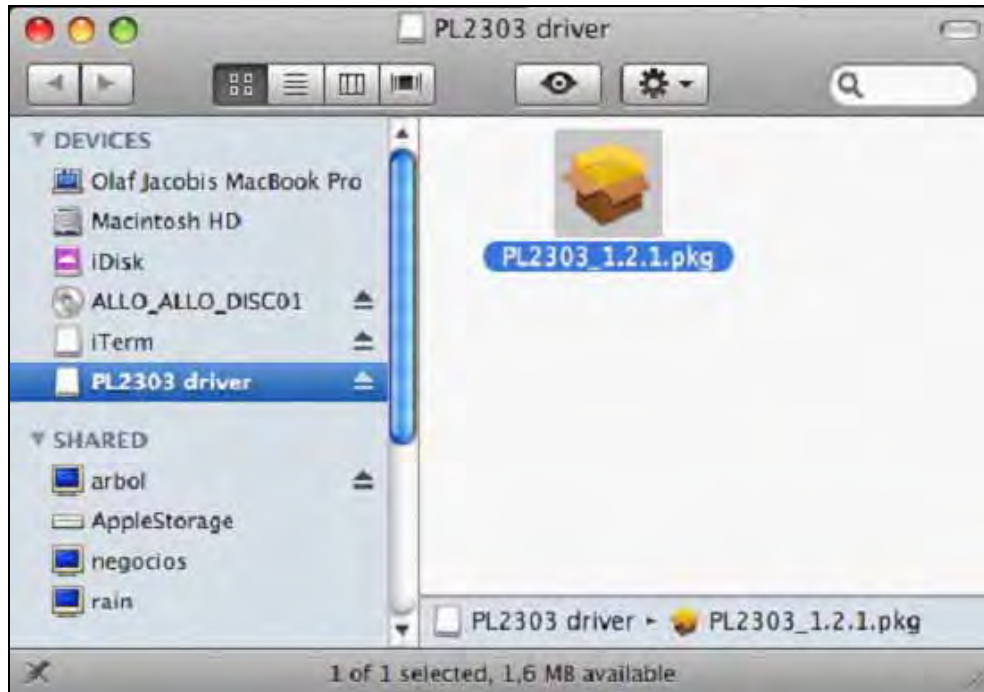 PL2303 driver
DEVICES
Olaf Jacobis MacBook Pro
Macintosh HD
iDisk
ALLO_ALLO_DISC01
iTerm
PL2303 driver
SHARED
arbol
AppleStorage
negocios
rain
PL2303_1.2.1.pkg
PL2303 driver PL2303_1.2.1.pkg
1 of 1 selected, 1,6 MB available